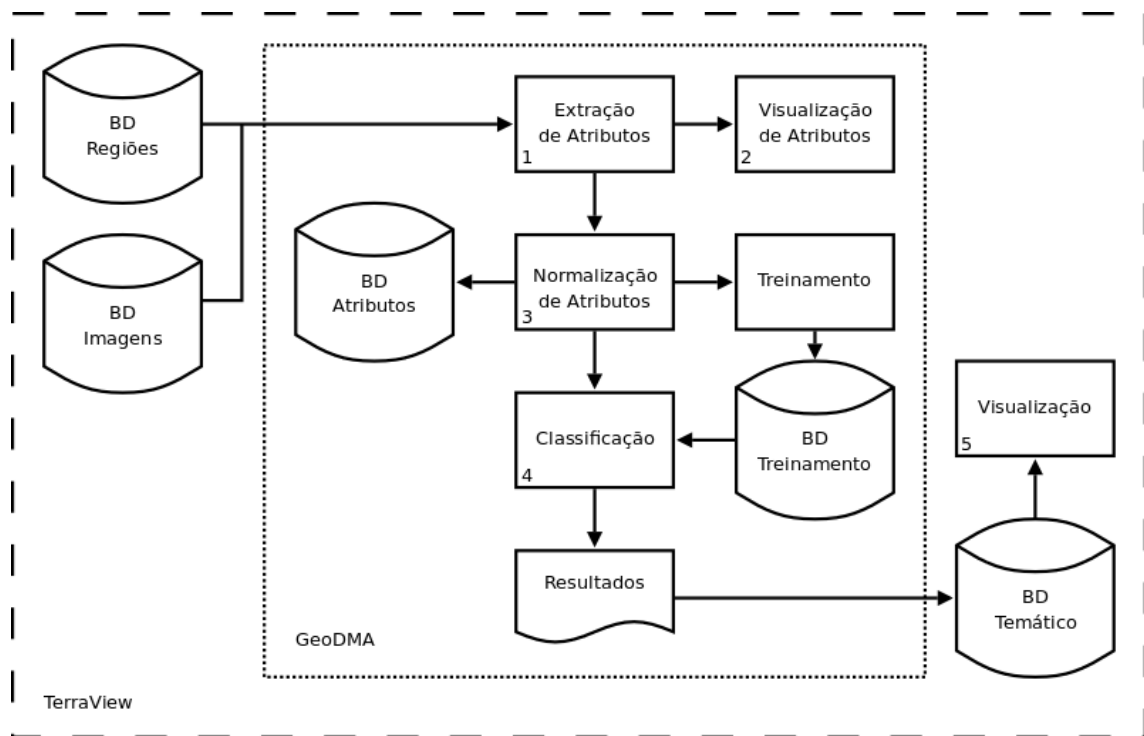 BD
Regiões
BD
Imagens
Extração
de Atributos
1
Visualização
de Atributos
2
BD
Atributos
Normalização
de Atributos
3
Treinamento
Classificação
4
BD
Treinamento
Visualização
5
Resultados
BD
Temático
GeoDMA
TerraView